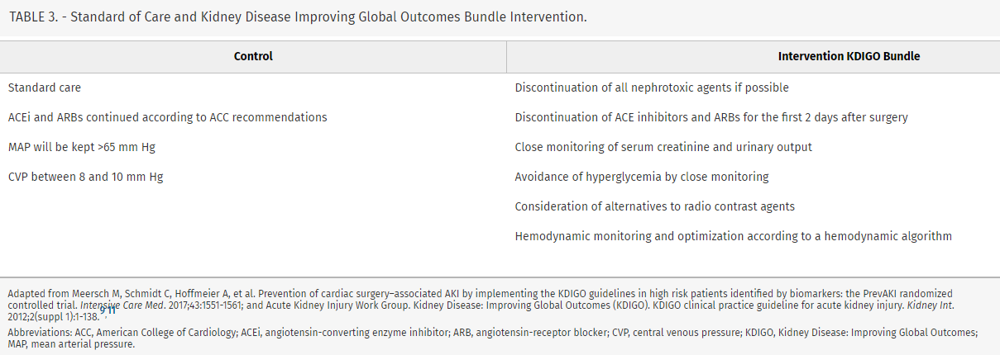 TABLE 3. - Standard of Care and Kidney Disease Improving Global Outcomes Bundle Intervention.
Control
Intervention KDIGO Bundle
Standard care
Discontinuation of all nephrotoxic agents if possible
ACEi and ARBs continued according to ACC recommendations
Discontinuation of ACE inhibitors and ARBs for the first 2 days after surgery
MAP will be kept >65 mm Hg
Close monitoring of serum creatinine and urinary output
CVP between 8 and 10 mm Hg
Avoidance of hyperglycemia by close monitoring
Consideration of alternatives to radio contrast agents
Hemodynamic monitoring and optimization according to a hemodynamic algorithm
Adapted from Meersch M, Schmidt C, Hoffmeier A, et al. Prevention of cardiac surgery–associated AKI by implementing the KDIGO guidelines in high risk patients identified by biomarkers: the PrevAKI randomized
controlled trial. Intensive Care Med. 2017;43:1551-1561; and Acute Kidney Injury Work Group. Kidney Disease: Improving Global Outcomes (KDIGO). KDIGO clinical practice guideline for acute kidney injury. Kidney Int.
2012;2(suppl 1):1-138.9,11
Abbreviations: ACC, American College of Cardiology; ACEi, angiotensin-converting enzyme inhibitor; ARB, angiotensin-receptor blocker; CVP, central venous pressure; KDIGO, Kidney Disease: Improving Global Outcomes;
MAP, mean arterial pressure.